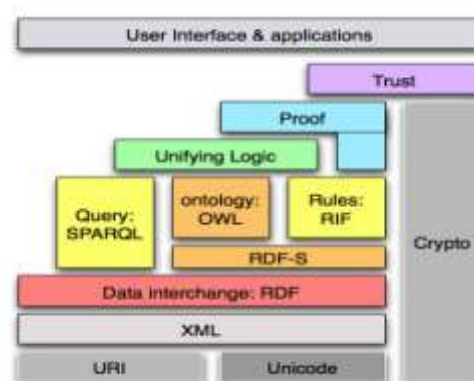 User Interface & applications
Trust
Proof
Unifying Logic
Query:
SPARQL
ontology:
OWL
Rules:
RIF
Crypto
RDF-S
Data interchange: RDF
XML
URI
Unicode